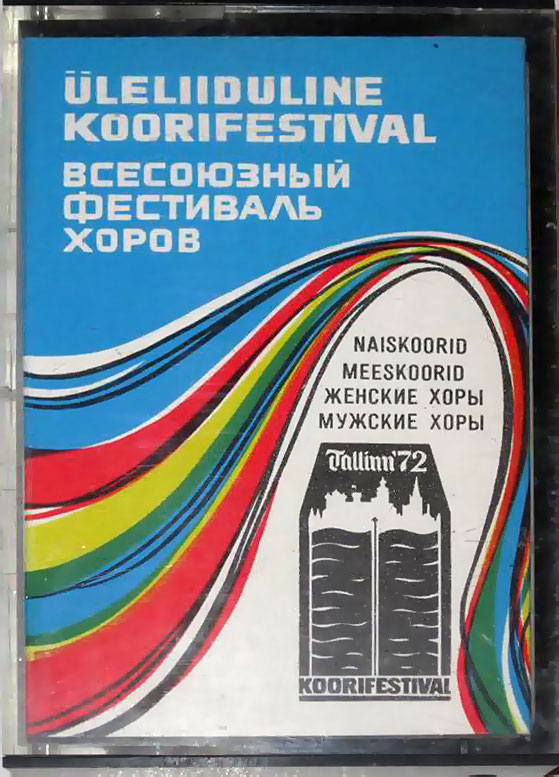 ÜLELIIDULINE
KOORIFESTIVAL
ВСЕСОЮЗНЫЙ
ФЕСТИВАЛЬ
ХОРОВ
NAISKOORID
MEESKOORID
ЖЕНСКИЕ ХОРЫ
МУЖСКИЕ ХОРЫ
Tallinn'72
KOORIFESTIVAL